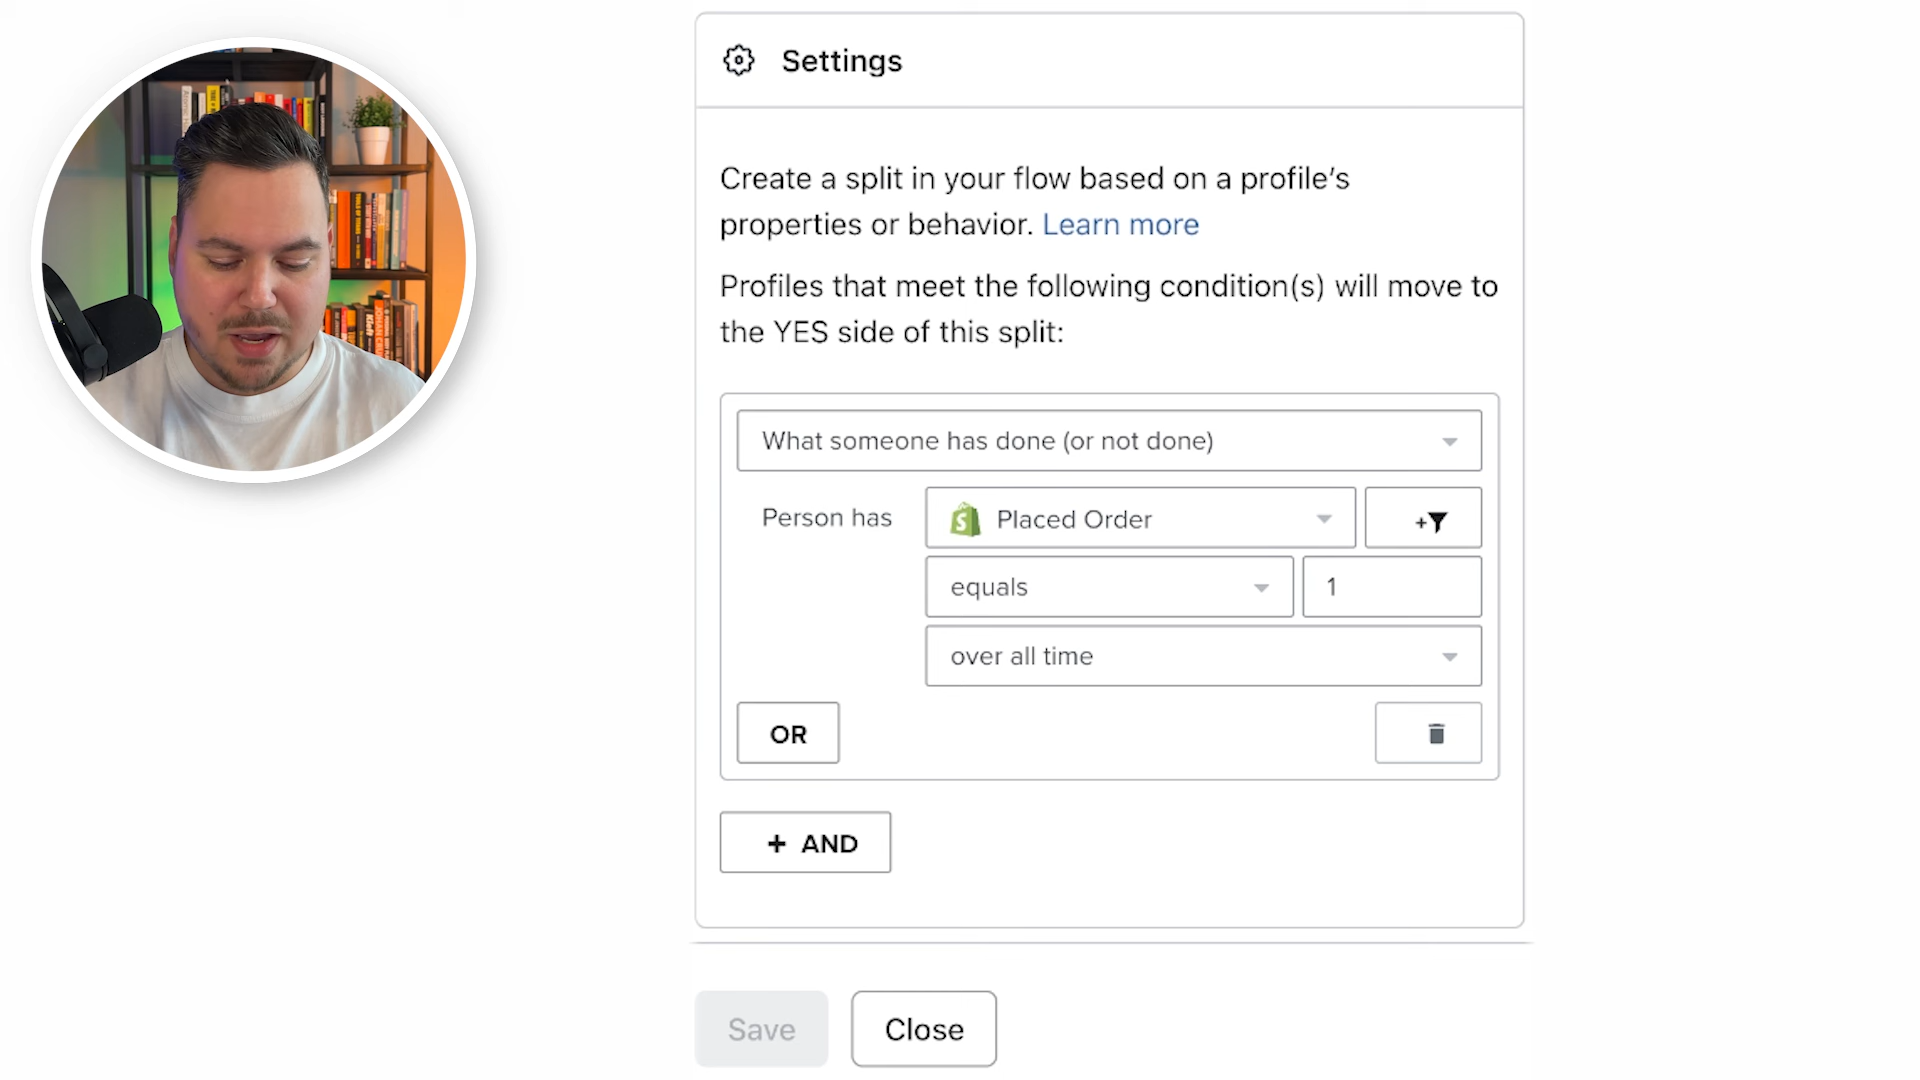 Settings
Create a split in your flow based on a profile's
properties or behavior. Learn more
Profiles that meet the following condition(s) will move to
the YES side of this split:
What someone has done (or not done)
Person has
Placed Order
equals
1
over all time
OR
+ AND
Save
Close